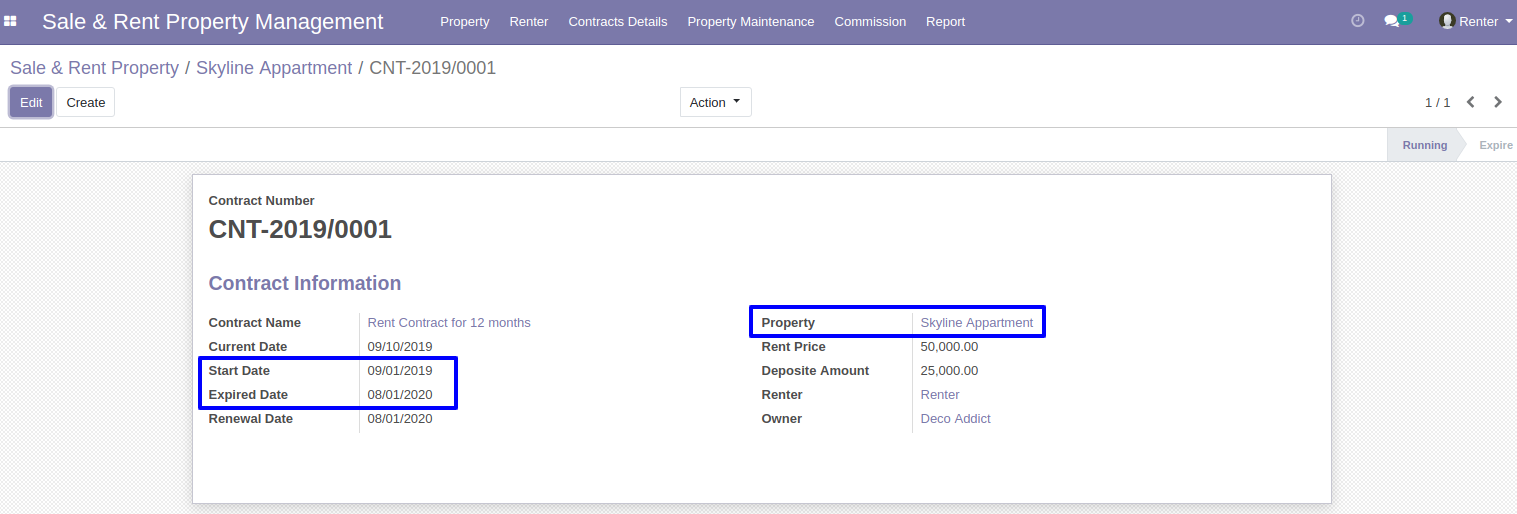 Sale & Rent Property Management Property Renter Contracts Details Property Maintenance Commission Report 1 Renter
Sale & Rent Property / Skyline Appartment / CNT-2019/0001
Edit Create Action 1 / 1
Running Expire
Contract Number
CNT-2019/0001
Contract Information
Contract Name Rent Contract for 12 months Property Skyline Appartment
Current Date 09/10/2019 Rent Price 50,000.00
Start Date 09/01/2019 Deposite Amount 25,000.00
Expired Date 08/01/2020 Renter Renter
Renewal Date 08/01/2020 Owner Deco Addict